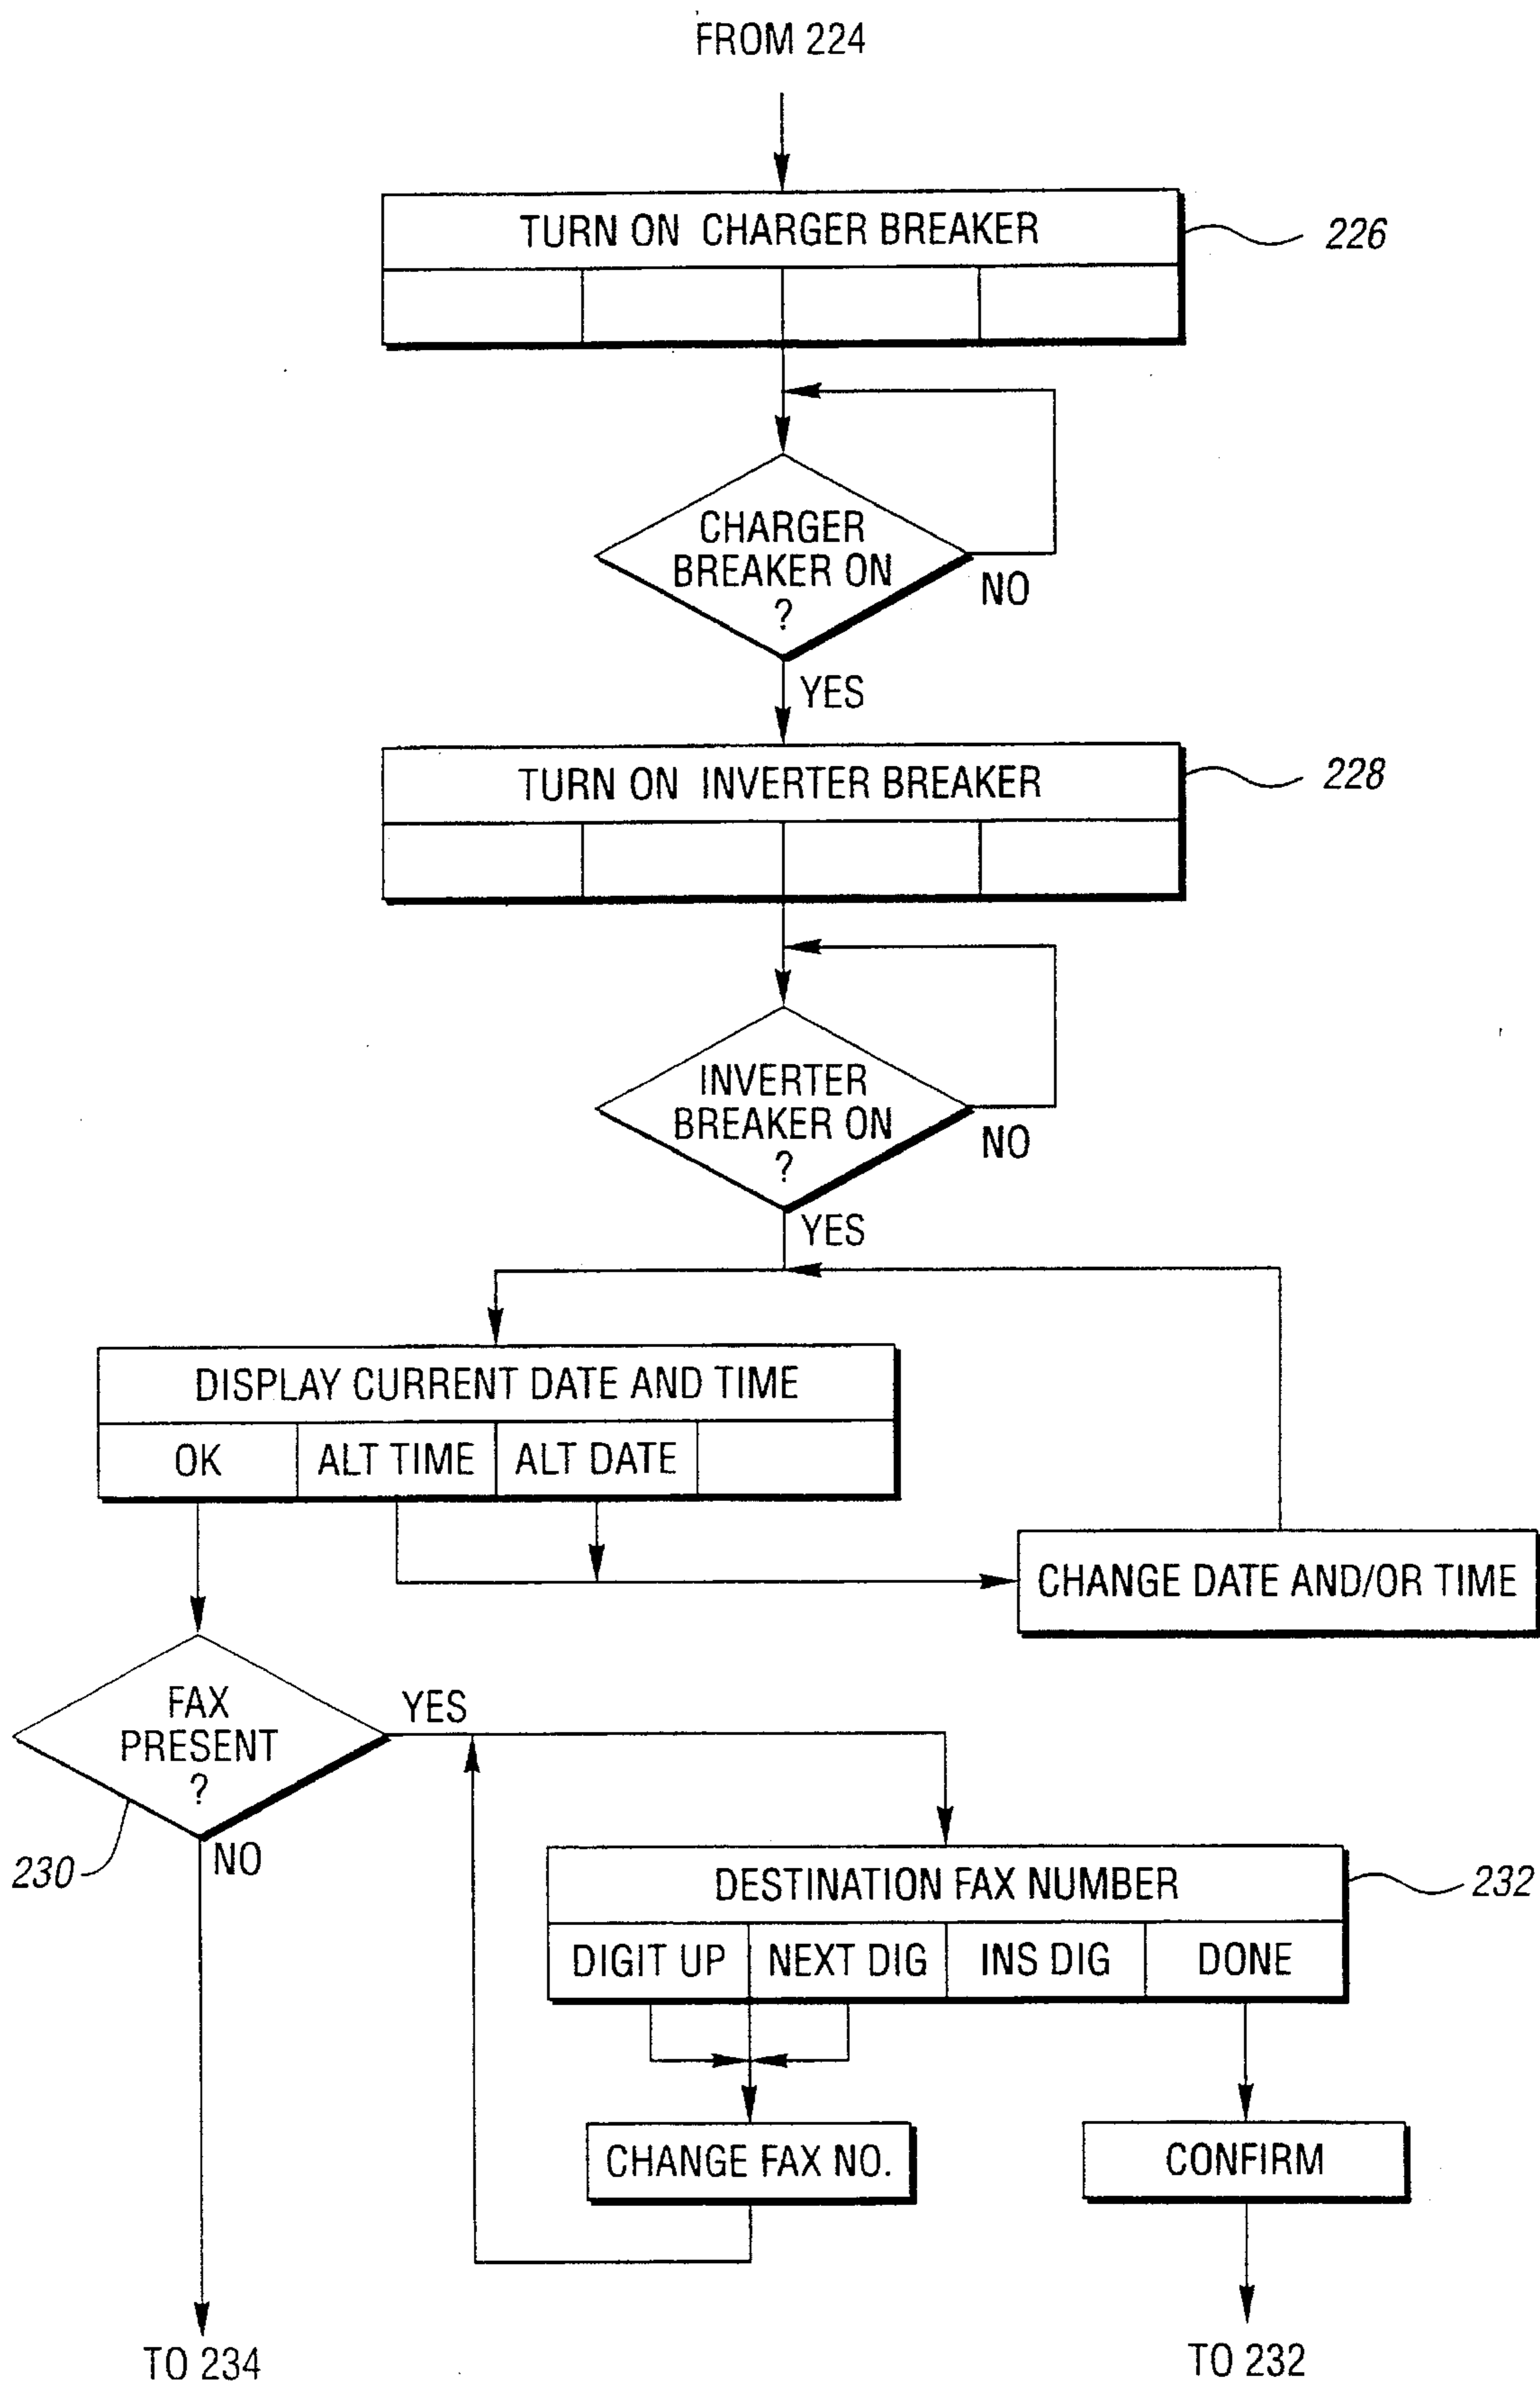 FROM 224
TURN ON CHARGER BREAKER
226
CHARGER
BREAKER ON
?
NO
YES
TURN ON INVERTER BREAKER
228
INVERTER
BREAKER ON
?
NO
YES
DISPLAY CURRENT DATE AND TIME
OK
ALT TIME
ALT DATE
CHANGE DATE AND/OR TIME
FAX
PRESENT
?
YES
230
NO
DESTINATION FAX NUMBER
232
DIGIT UP
NEXT DIG
INS DIG
DONE
CHANGE FAX NO.
CONFIRM
TO 234
TO 232